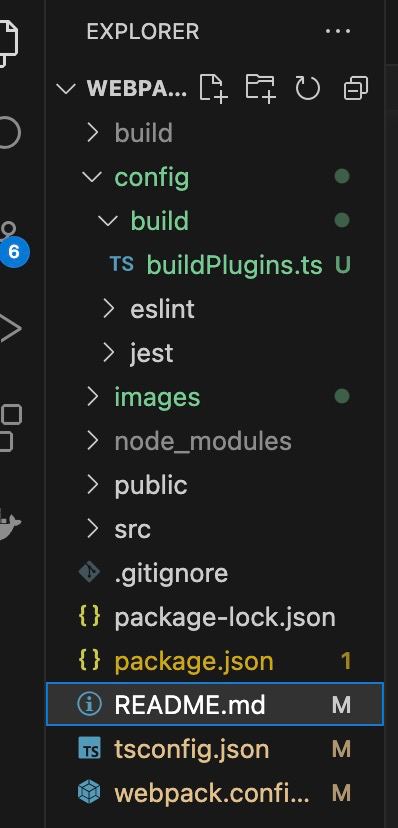 EXPLORER
WEBPA...
build
config
build
TS buildPlugins.ts U
eslint
jest
images
node_modules
public
src
.gitignore
{} package-lock.json
{} package.json 1
README.md M
TS tsconfig.json M
webpack.confi... M
6